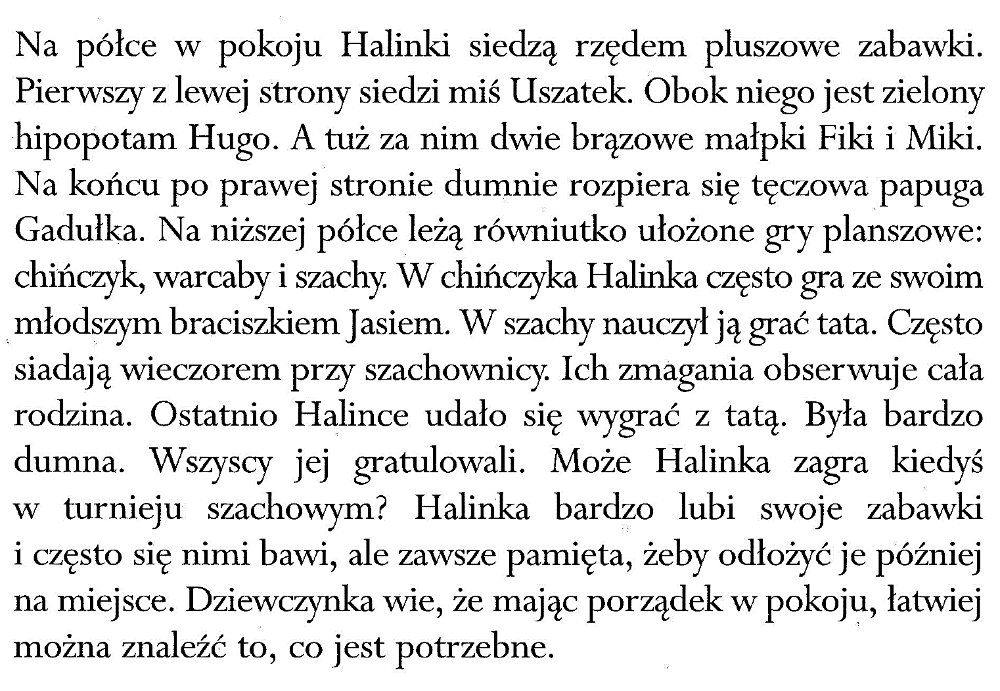 Na półce w pokoju Halinki siedzą rzędem pluszowe zabawki.
Pierwszy z lewej strony siedzi miś Uszatek. Obok niego jest zielony
hipopotam Hugo. A tuż za nim dwie brązowe małpki Fiki i Miki.
Na końcu po prawej stronie dumnie rozpiera się tęczowa papuga
Gadułka. Na niższej półce leżą równiutko ułożone gry planszowe:
chińczyk, warcaby i szachy. W chińczyka Halinka często gra ze swoim
młodszym braciszkiem Jasiem. W szachy nauczył ją grać tata. Często
siadają wieczorem przy szachownicy. Ich zmagania obserwuje cała
rodzina. Ostatnio Halince udało się wygrać z tatą. Była bardzo
dumna. Wszyscy jej gratulowali. Może Halinka zagra kiedyś
w turnieju szachowym? Halinka bardzo lubi swoje zabawki
i często się nimi bawi, ale zawsze pamięta, żeby odłożyć je później
na miejsce. Dziewczynka wie, że mając porządek w pokoju, łatwiej
można znaleźć to, co jest potrzebne.